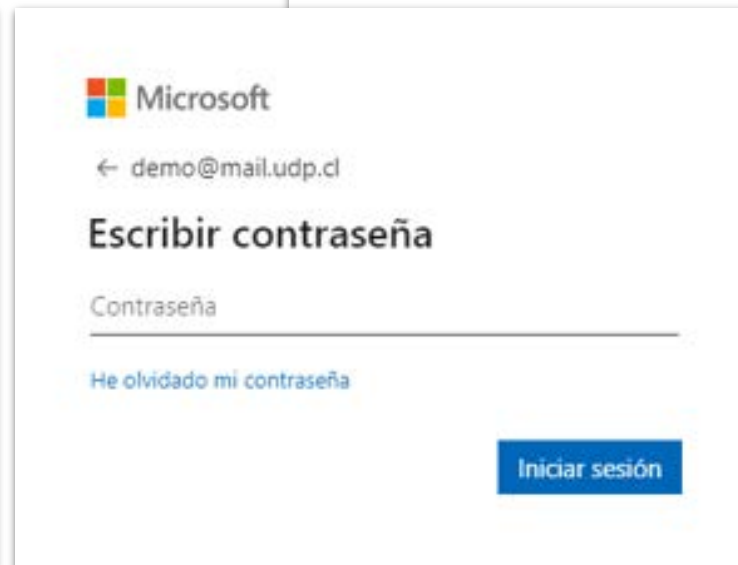 Microsoft
← demo@mail.udp.cl
Escribir contraseña
Contraseña
He olvidado mi contraseña
Iniciar sesión